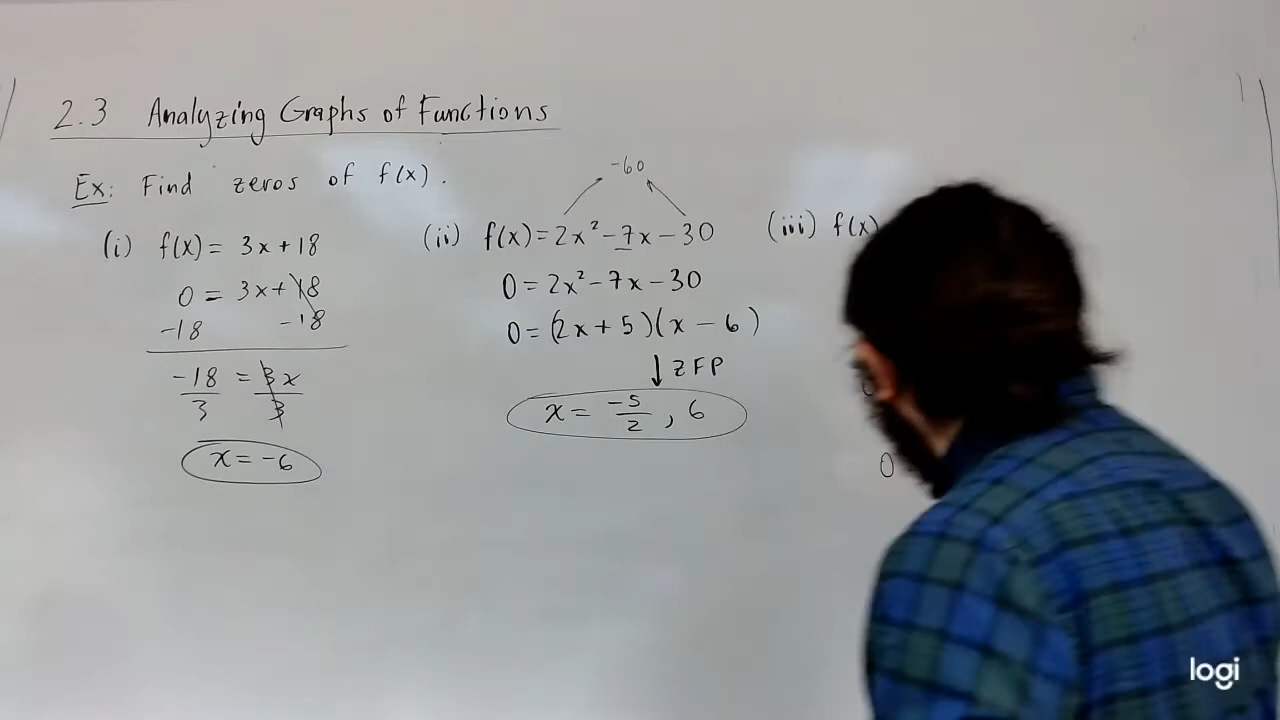 2.3 Analyzing Graphs of Functions
Ex: Find zeros of f(x).
(i) f(x) = 3x + 18
0 = 3x + 18
-18 -18
-18 = 3x
3 3
x = -6
-60
(ii) f(x) = 2x² - 7x - 30
0 = 2x² - 7x - 30
0 = (2x + 5)(x - 6)
↓ ZFP
x = -5/2, 6
(iii) f(x)
0
logi